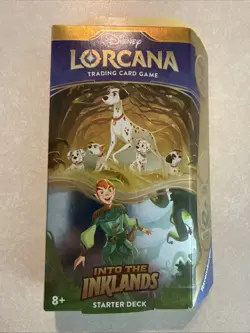 Disney
LORCANA
TRADING CARD GAME
INTO THE
INKLANDS
8+
STARTER DECK